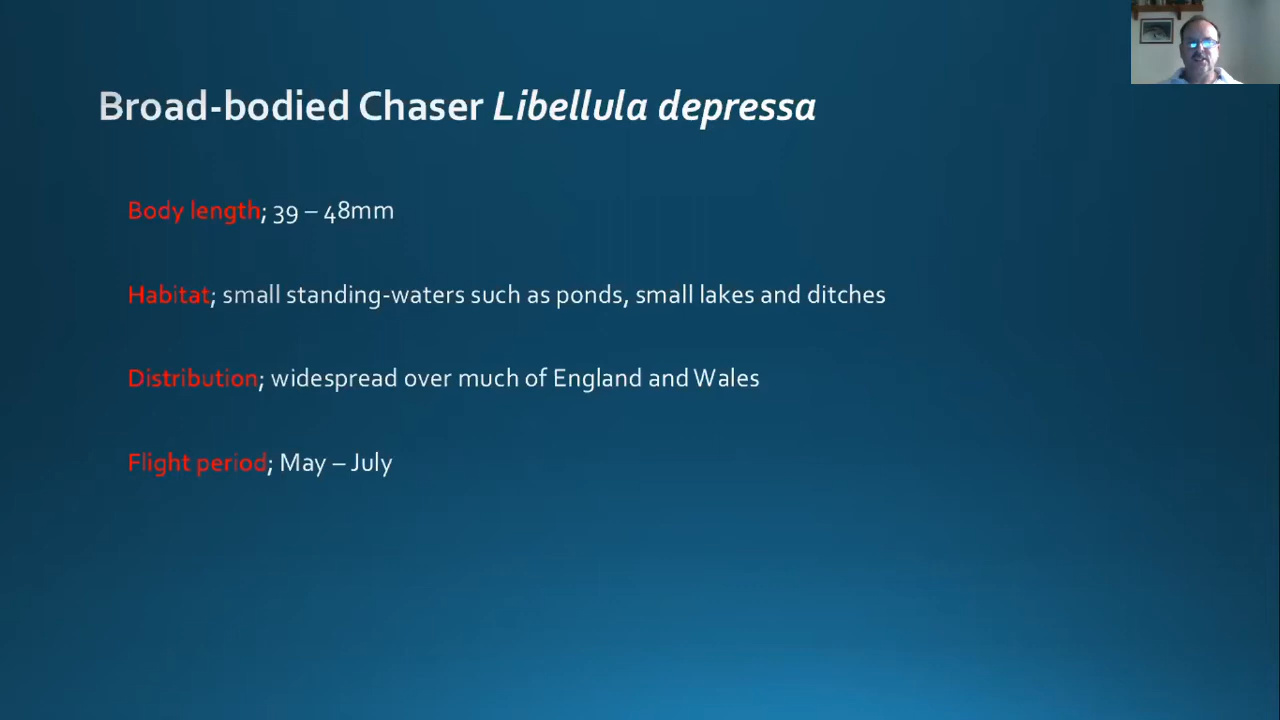 Broad-bodied Chaser Libellula depressa
Body length; 39 – 48mm
Habitat; small standing-waters such as ponds, small lakes and ditches
Distribution; widespread over much of England and Wales
Flight period; May – July